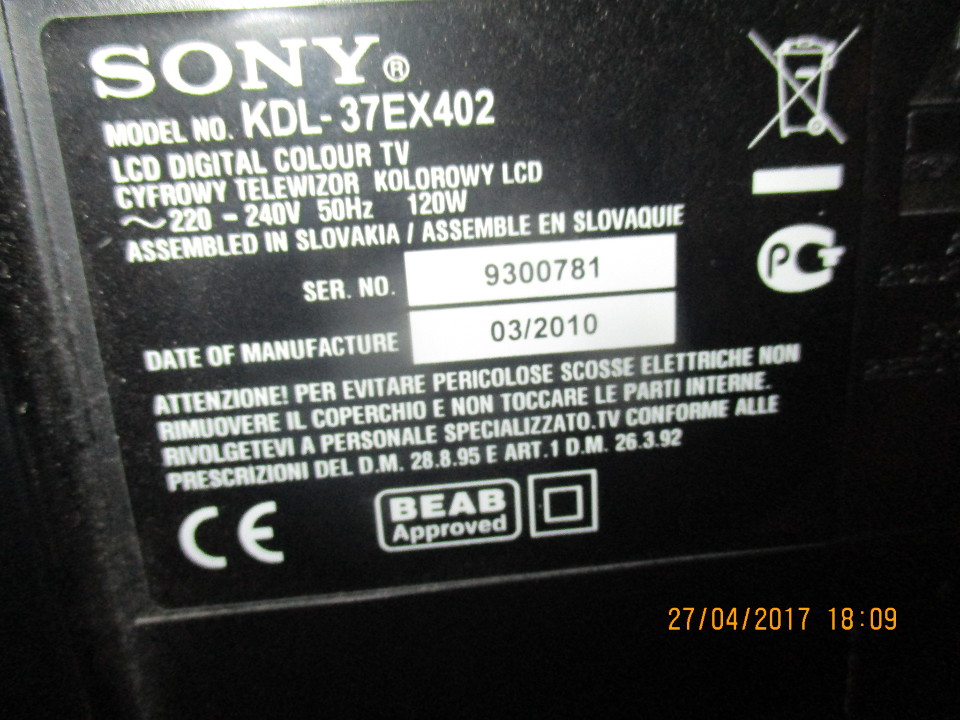 SONY®
MODEL NO. KDL-37EX402
LCD DIGITAL COLOUR TV
CYFROWY TELEWIZOR KOLOROWY LCD
~220 - 240V 50Hz 120W
ASSEMBLED IN SLOVAKIA / ASSEMBLE EN SLOVAQUIE
SER. NO. 9300781
DATE OF MANUFACTURE 03/2010
ATTENZIONE! PER EVITARE PERICOLOSE SCOSSE ELETTRICHE NON
RIMUOVERE IL COPERCHIO E NON TOCCARE LE PARTI INTERNE.
RIVOLGETEVI A PERSONALE SPECIALIZZATO.TV CONFORME ALLE
PRESCRIZIONI DEL D.M. 28.8.95 E ART.1 D.M. 26.3.92
CE
BEAB
Approved
PCT
27/04/2017 18:09